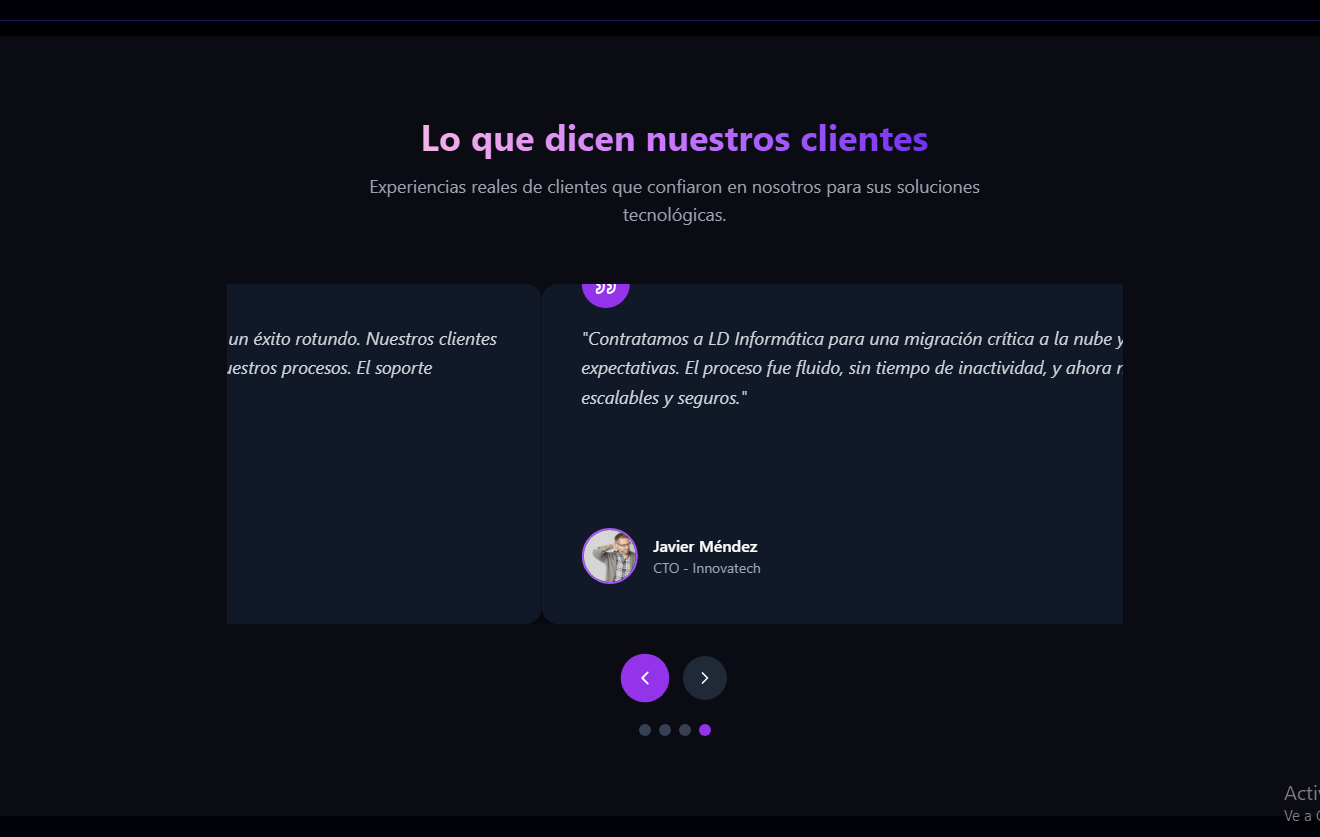 Lo que dicen nuestros clientes
Experiencias reales de clientes que confiaron en nosotros para sus soluciones
tecnológicas.
un éxito rotundo. Nuestros clientes
procesos. El soporte
"Contratamos a LD Informática para una migración crítica a la nube y
expectativas. El proceso fue fluido, sin tiempo de inactividad, y ahora
escalables y seguros."
Javier Méndez
CTO - Innovatech
Ve a